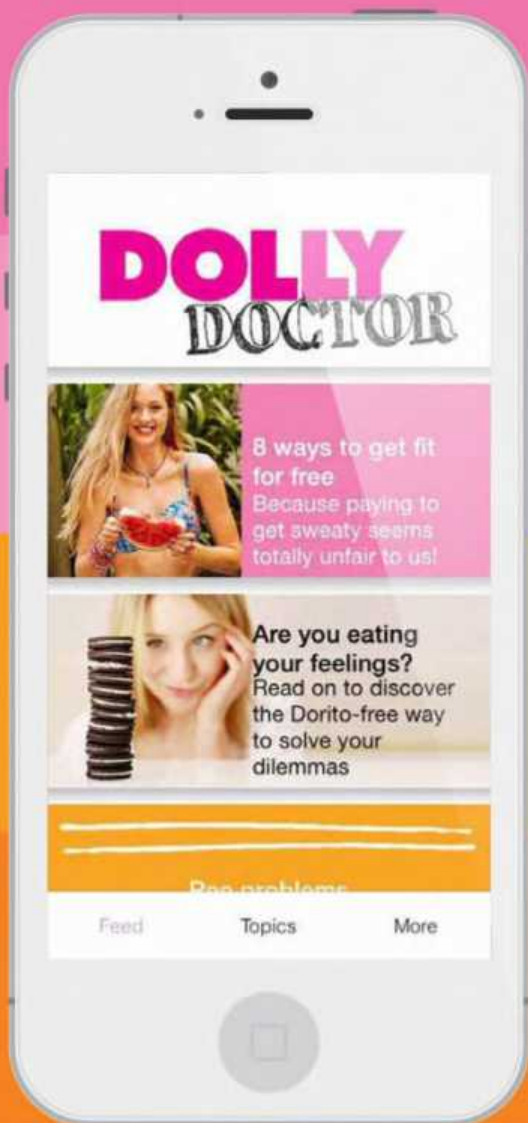 DOLLY
DOCTOR
8 ways to get fit
for free
Because paying to
get sweaty seems
totally unfair to us!
Are you eating
your feelings?
Read on to discover
the Dorito-free way
to solve your
dilemmas
problems
Feed
Topics
More